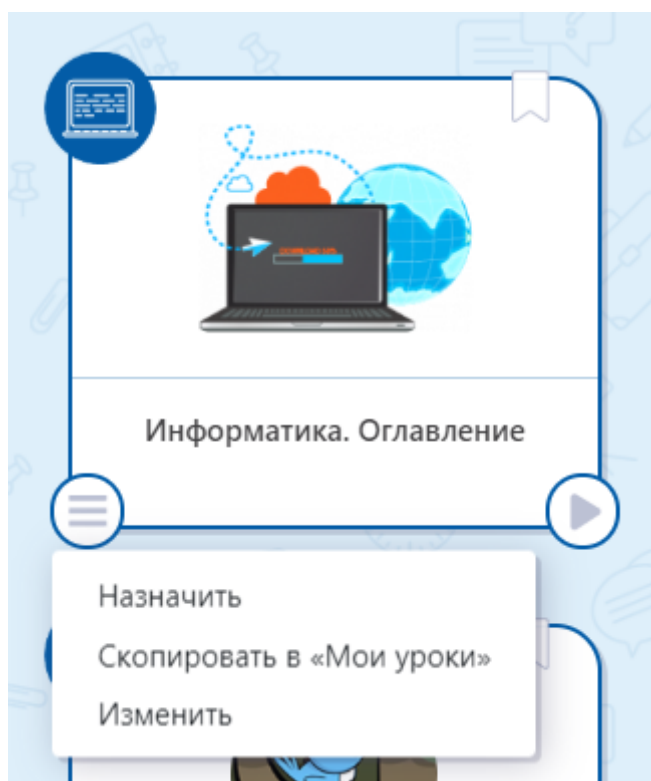 Информатика. Оглавление
Назначить
Скопировать в «Мои уроки»
Изменить